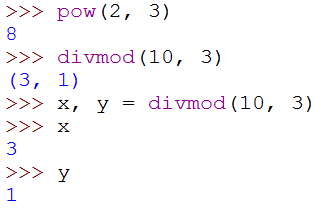 >>> pow(2, 3)
8
>>> divmod(10, 3)
(3, 1)
>>> x, y = divmod(10, 3)
>>> x
3
>>> y
1